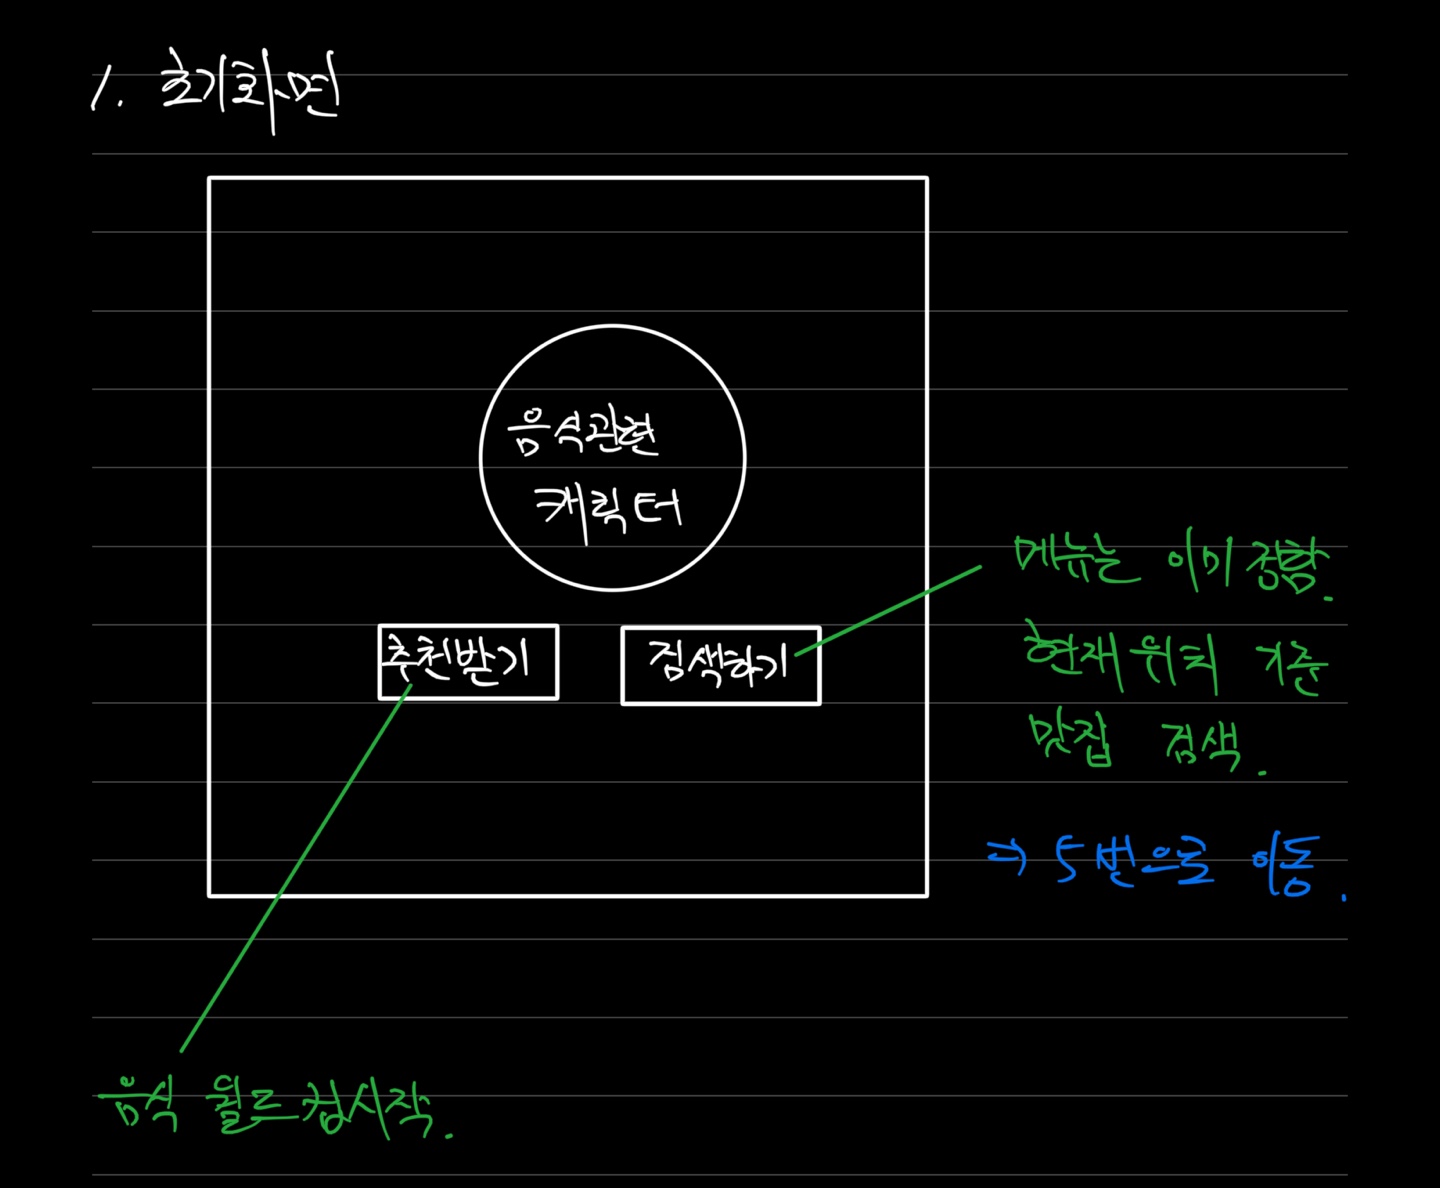 1. 초기화면
음식관련
캐릭터
추천받기
검색하기
메뉴는 이미 정함.
현재위치 기준
맛집 검색.
→ 5번으로 이동.
음식 월드컵시작.